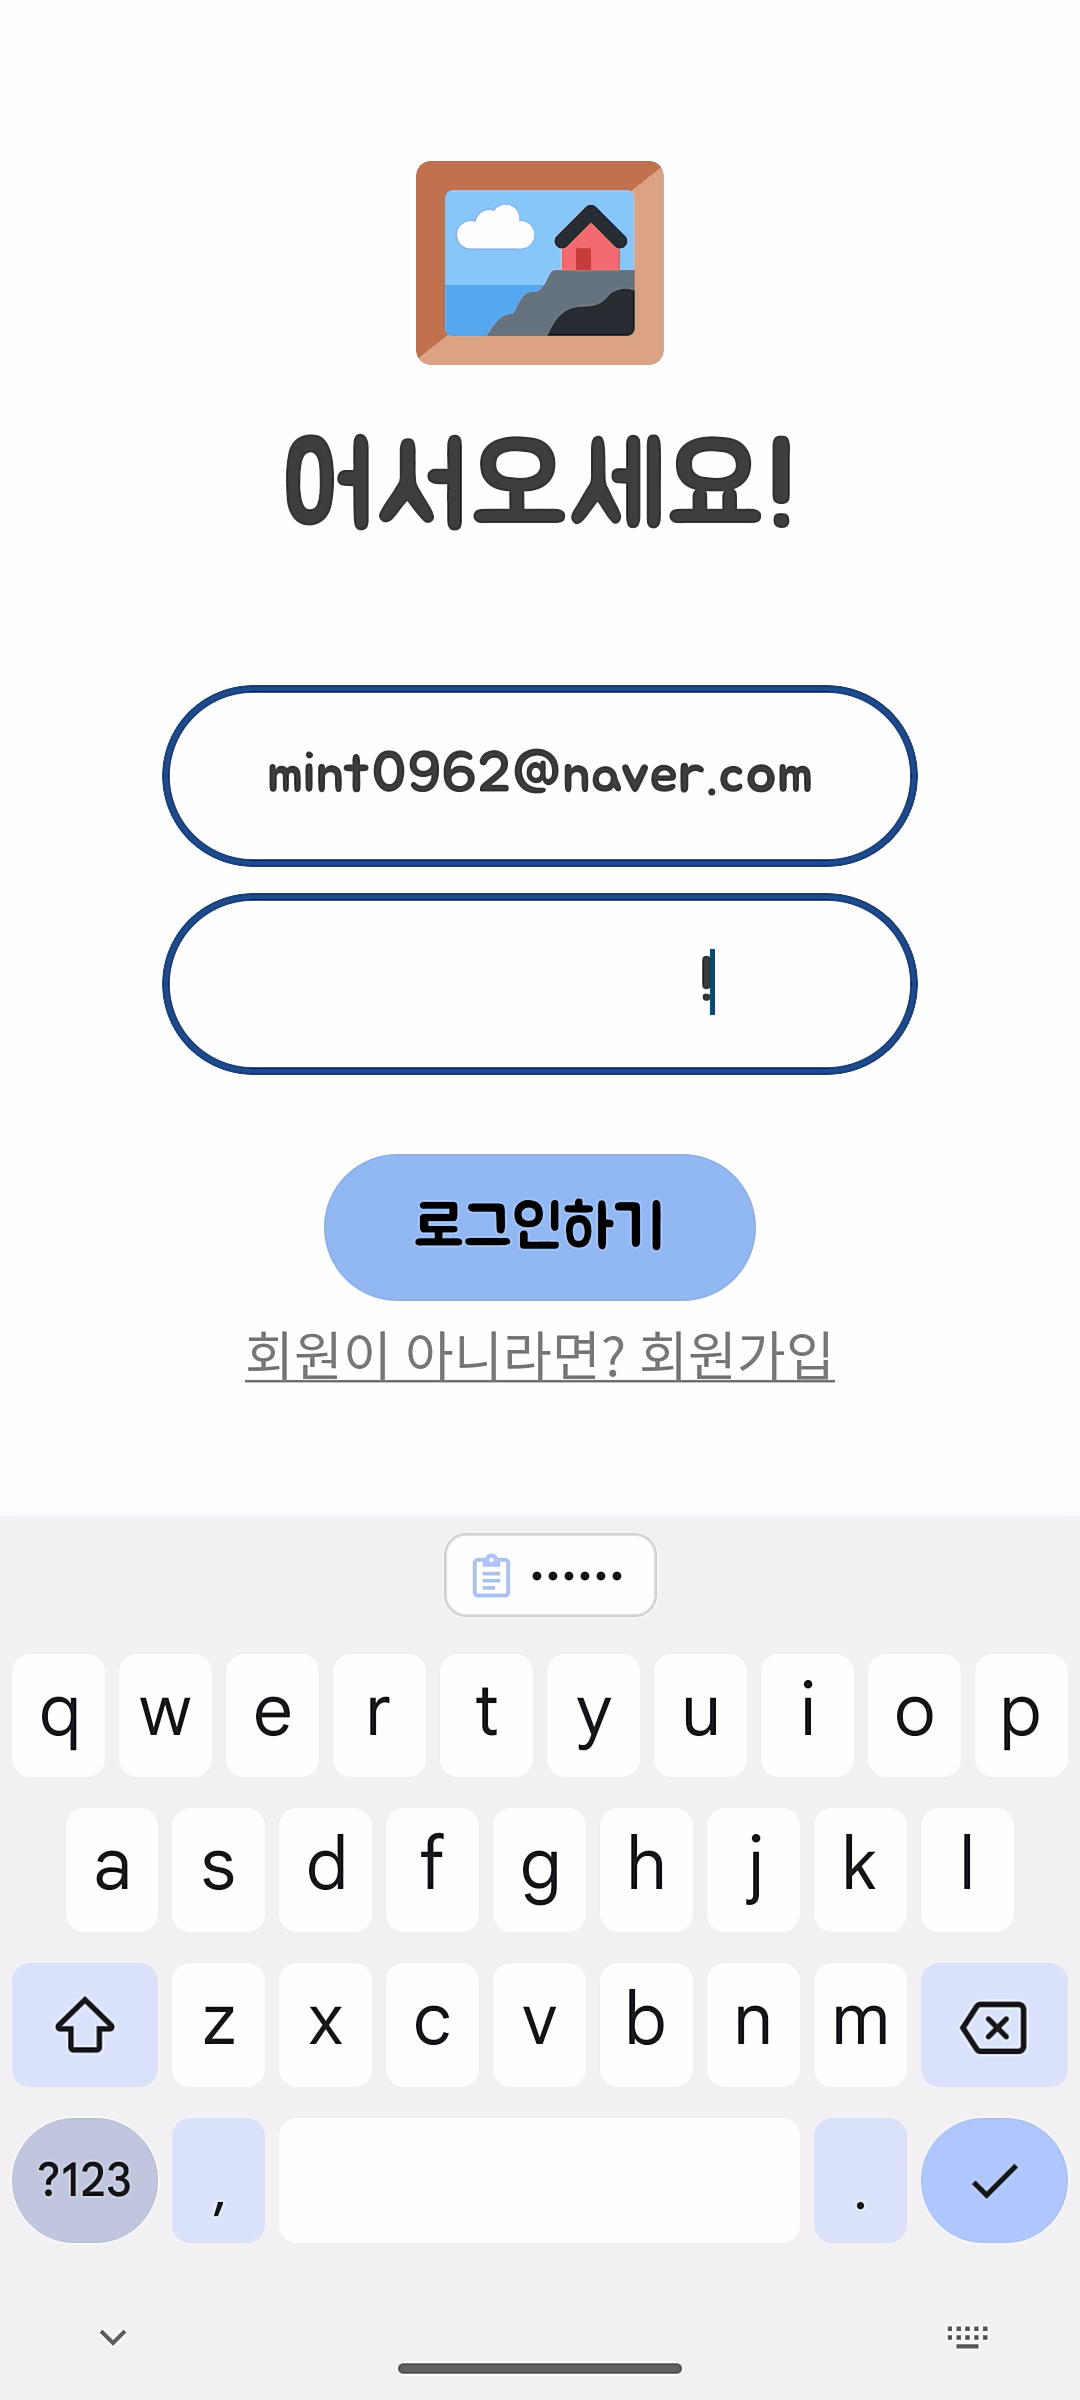 어서오세요!
mint0962@naver.com
!
로그인하기
회원이 아니라면? 회원가입
••••••
q w e r t y u i o p
a s d f g h j k l
z x c v b n m
?123 , .